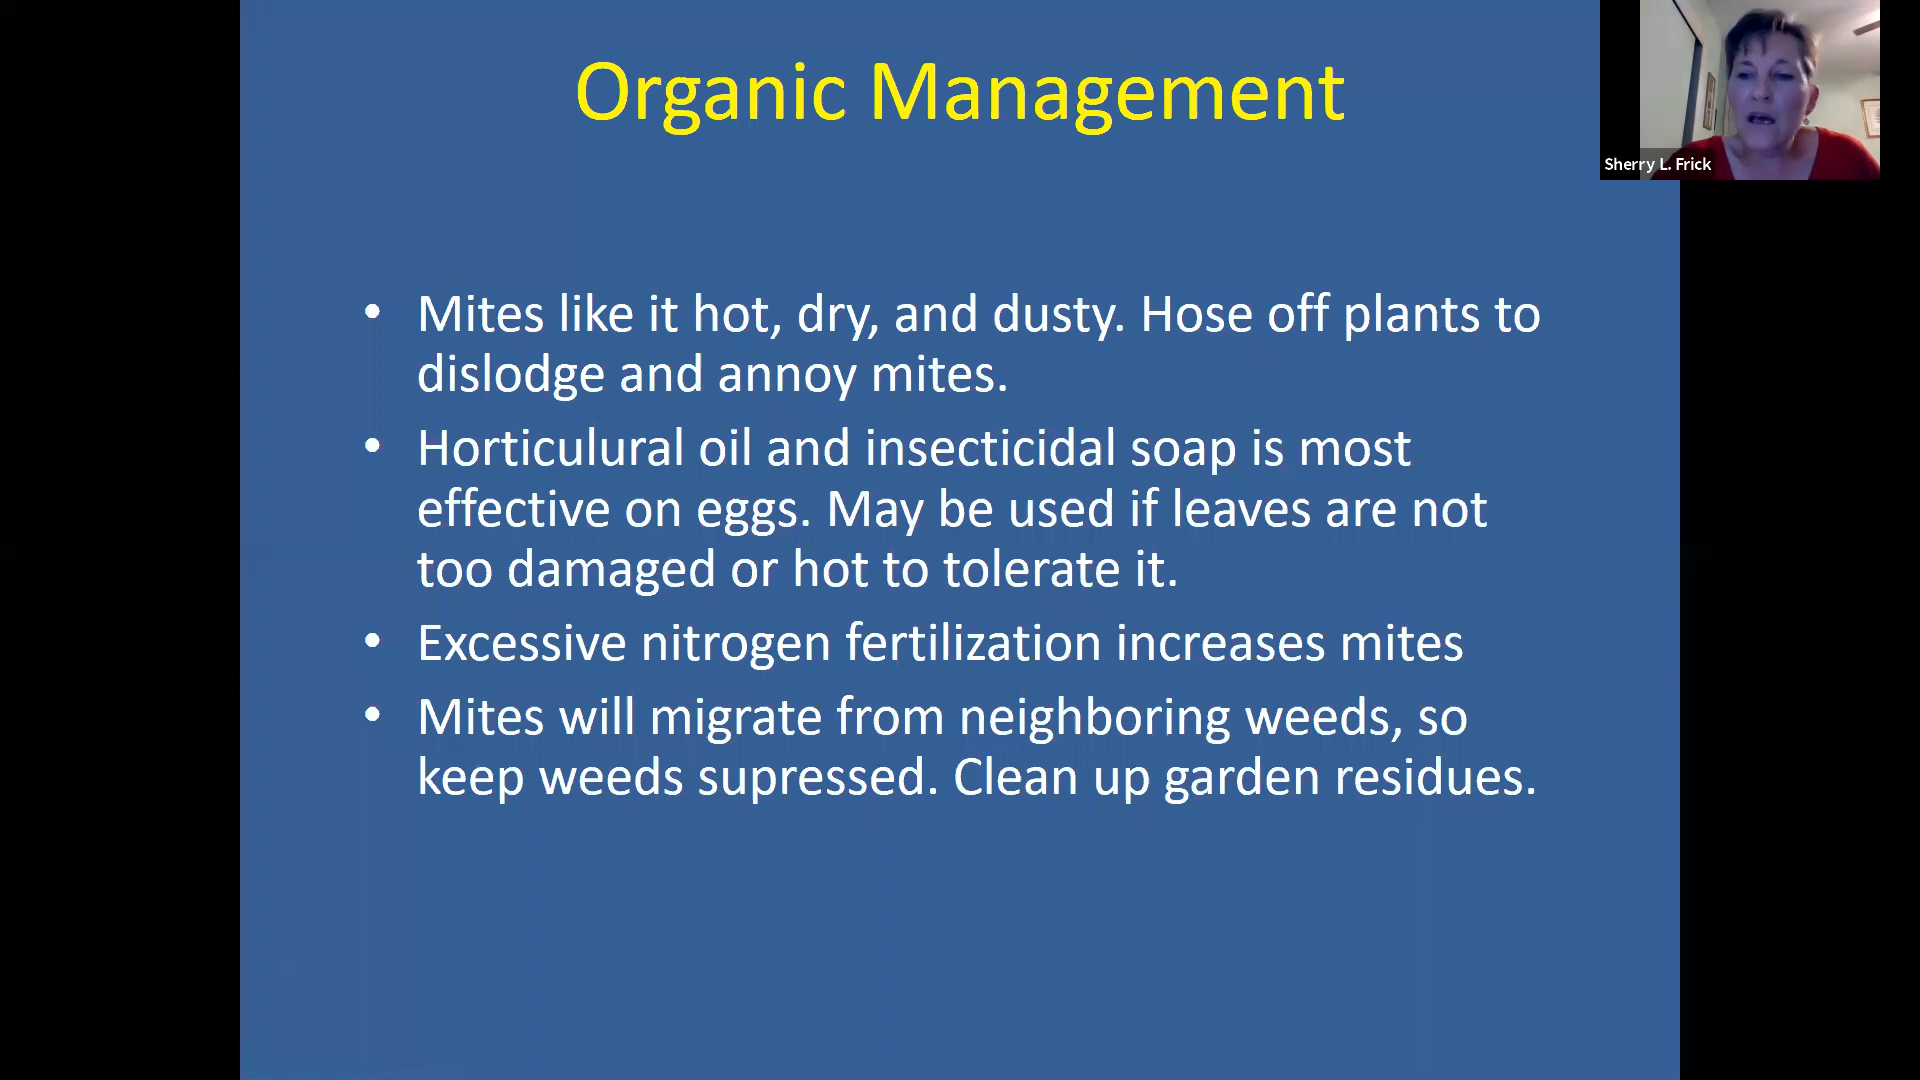 Organic Management
Sherry L. Frick
• Mites like it hot, dry, and dusty. Hose off plants to
dislodge and annoy mites.
• Horticulural oil and insecticidal soap is most
effective on eggs. May be used if leaves are not
too damaged or hot to tolerate it.
• Excessive nitrogen fertilization increases mites
• Mites will migrate from neighboring weeds, so
keep weeds supressed. Clean up garden residues.